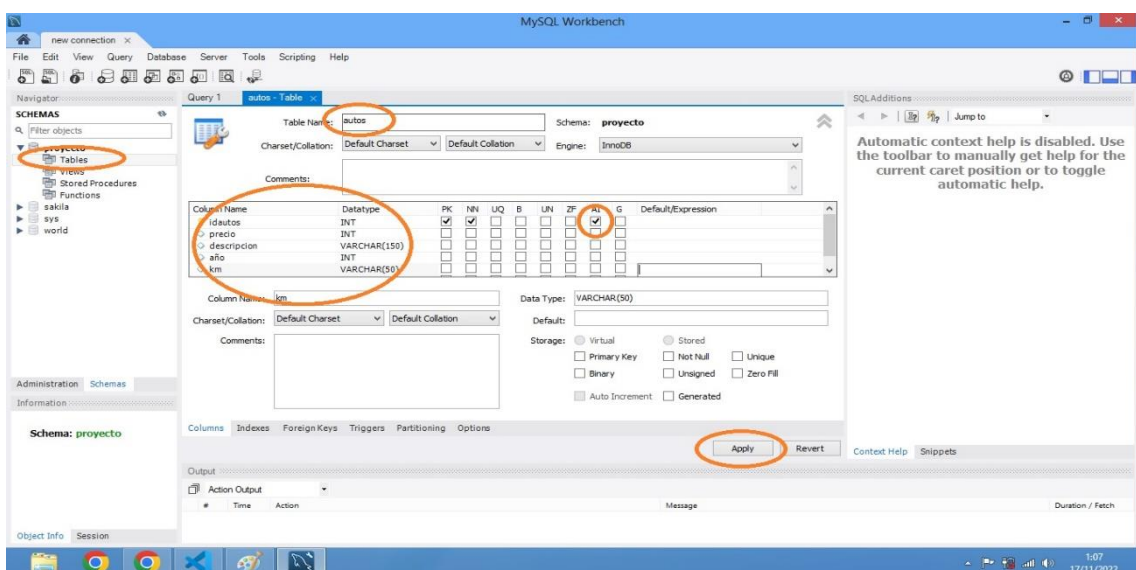 MySQL Workbench
new connection ×
File Edit View Query Database Server Tools Scripting Help
Navigator
SCHEMAS
Filter objects
proyecto
Tables
Views
Stored Procedures
Functions
sakila
sys
world
Administration Schemas
Information
Schema: proyecto
Object Info Session
Query 1 autos - Table ×
Table Name: autos Schema: proyecto
Charset/Collation: Default Charset Default Collation Engine: InnoDB
Comments:
Column Name Datatype PK NN UQ B UN ZF AI G Default/Expression
idautos INT
precio INT
descripcion VARCHAR(150)
año INT
km VARCHAR(50)
Column Name: km Data Type: VARCHAR(50)
Charset/Collation: Default Charset Default Collation Default:
Comments: Storage: Virtual Stored
Primary Key Not Null Unique
Binary Unsigned Zero Fill
Auto Increment Generated
Columns Indexes Foreign Keys Triggers Partitioning Options
Apply Revert
Output
Action Output
# Time Action Message Duration / Fetch
SQLAdditions
Jump to
Automatic context help is disabled. Use
the toolbar to manually get help for the
current caret position or to toggle
automatic help.
Context Help Snippets
1:07
17/11/2022